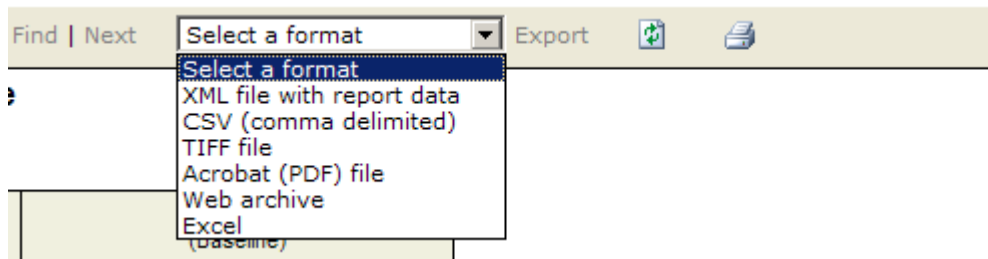 Find | Next Select a format Export
Select a format
XML file with report data
CSV (comma delimited)
TIFF file
Acrobat (PDF) file
Web archive
Excel
(baseline)